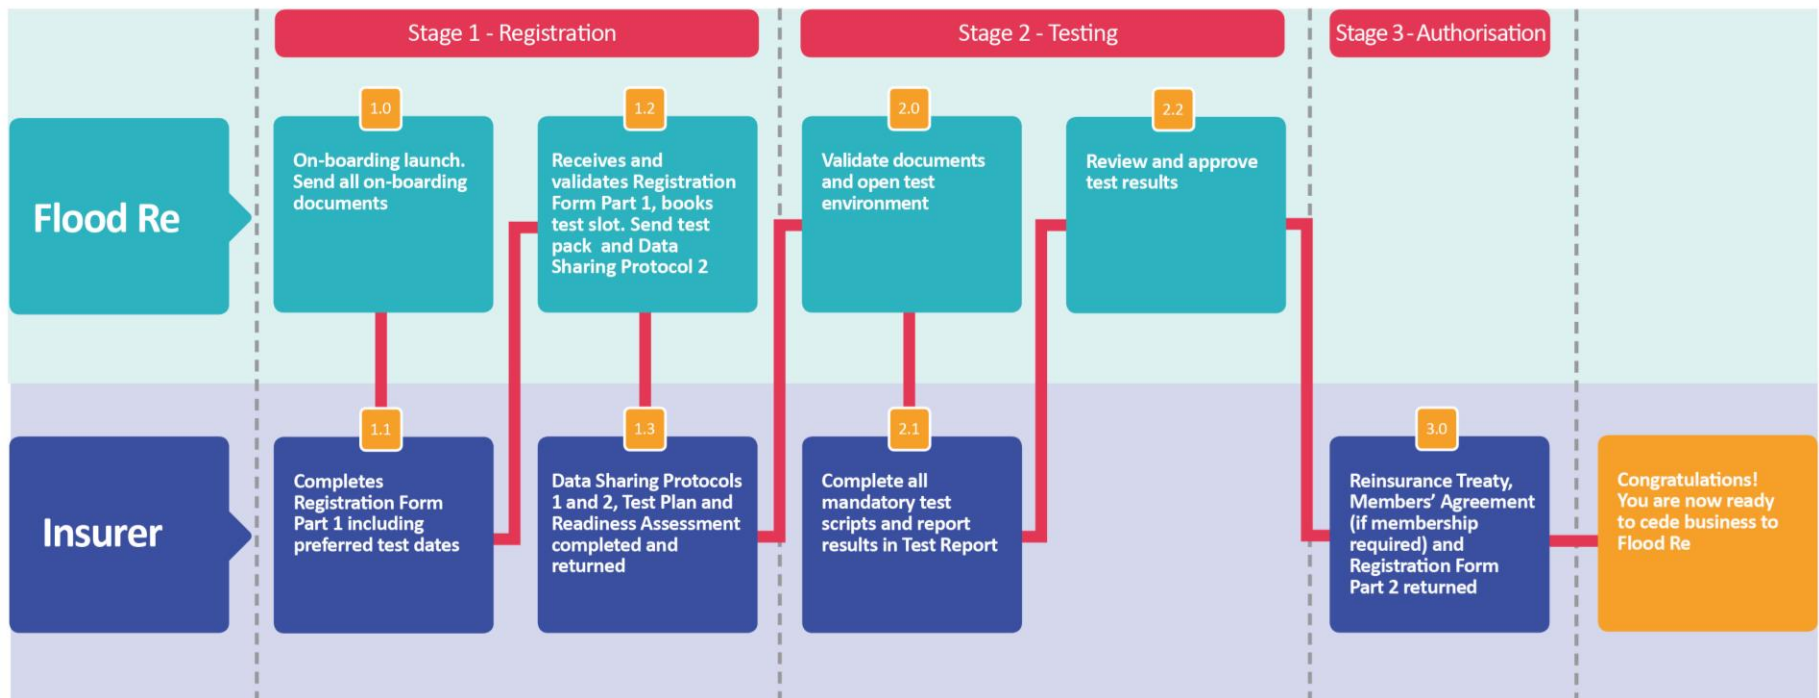 Stage 1 - Registration
Stage 2 - Testing
Stage 3 - Authorisation
Flood Re
1.0
On-boarding launch.
Send all on-boarding
documents
1.2
Receives and
validates Registration
Form Part 1, books
test slot. Send test
pack and Data
Sharing Protocol 2
2.0
Validate documents
and open test
environment
2.2
Review and approve
test results
Insurer
1.1
Completes
Registration Form
Part 1 including
preferred test dates
1.3
Data Sharing Protocols
1 and 2, Test Plan and
Readiness Assessment
completed and
returned
2.1
Complete all
mandatory test
scripts and report
results in Test Report
3.0
Reinsurance Treaty,
Members’ Agreement
(if membership
required) and
Registration Form
Part 2 returned
Congratulations!
You are now ready
to cede business to
Flood Re